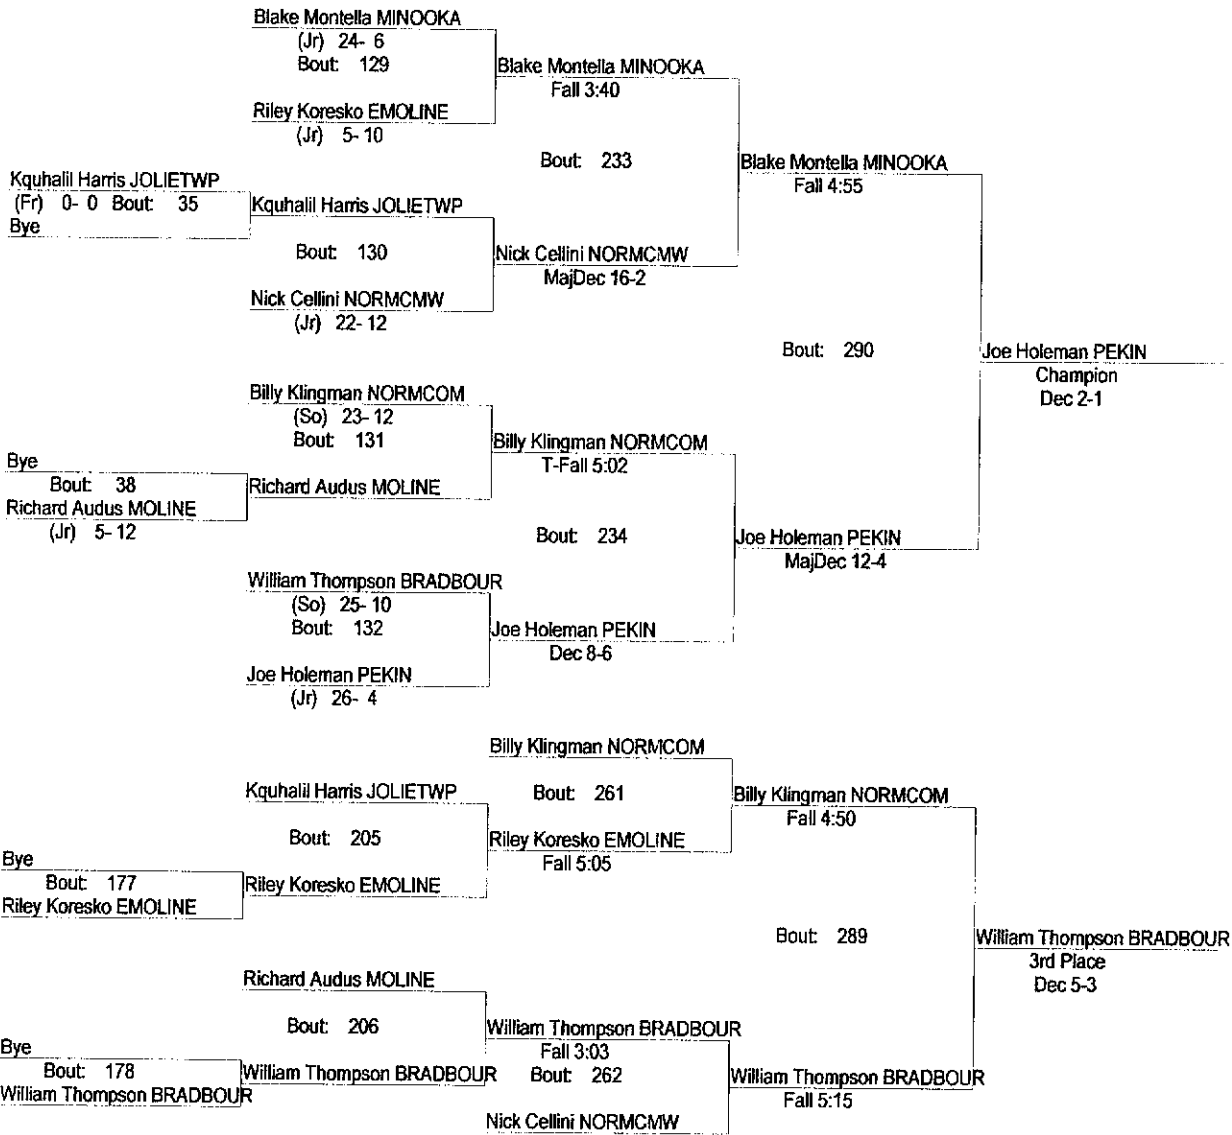 Blake Montella MINOOKA
(Jr) 24- 6
Bout: 129
Blake Montella MINOOKA
Fall 3:40
Riley Koresko EMOLINE
(Jr) 5- 10
Bout: 233
Blake Montella MINOOKA
Fall 4:55
Kquhalil Harris JOLIETWP
(Fr) 0- 0 Bout: 35
Bye
Kquhalil Harris JOLIETWP
Bout: 130
Nick Cellini NORMCMW
MajDec 16-2
Nick Cellini NORMCMW
(Jr) 22- 12
Bout: 290
Joe Holeman PEKIN
Champion
Dec 2-1
Billy Klingman NORMCOM
(So) 23- 12
Bout: 131
Billy Klingman NORMCOM
T-Fall 5:02
Bye
Bout: 38
Richard Audus MOLINE
(Jr) 5- 12
Richard Audus MOLINE
Bout: 234
Joe Holeman PEKIN
MajDec 12-4
William Thompson BRADBOUR
(So) 25- 10
Bout: 132
Joe Holeman PEKIN
Dec 8-6
Joe Holeman PEKIN
(Jr) 26- 4
Billy Klingman NORMCOM
Bout: 261
Billy Klingman NORMCOM
Fall 4:50
Kquhalil Harris JOLIETWP
Bout: 205
Riley Koresko EMOLINE
Fall 5:05
Bye
Bout: 177
Riley Koresko EMOLINE
Riley Koresko EMOLINE
Bout: 289
William Thompson BRADBOUR
3rd Place
Dec 5-3
Richard Audus MOLINE
Bout: 206
William Thompson BRADBOUR
Fall 3:03
Bye
Bout: 178
William Thompson BRADBOUR
William Thompson BRADBOUR
Bout: 262
William Thompson BRADBOUR
Fall 5:15
Nick Cellini NORMCMW